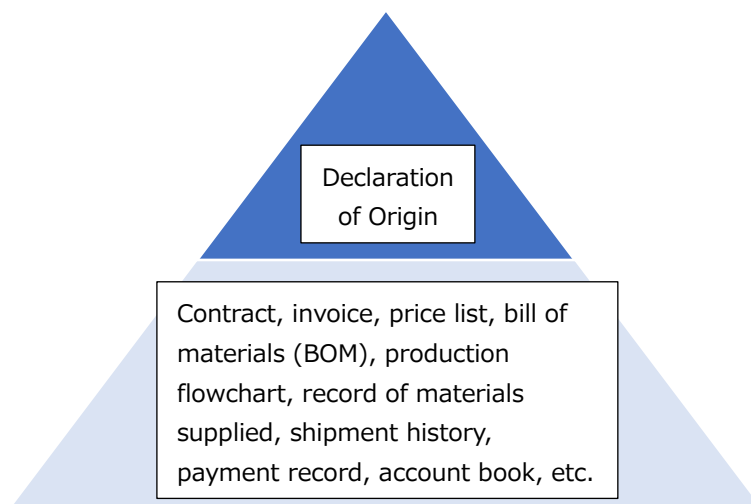 Declaration
of Origin
Contract, invoice, price list, bill of
materials (BOM), production
flowchart, record of materials
supplied, shipment history,
payment record, account book, etc.